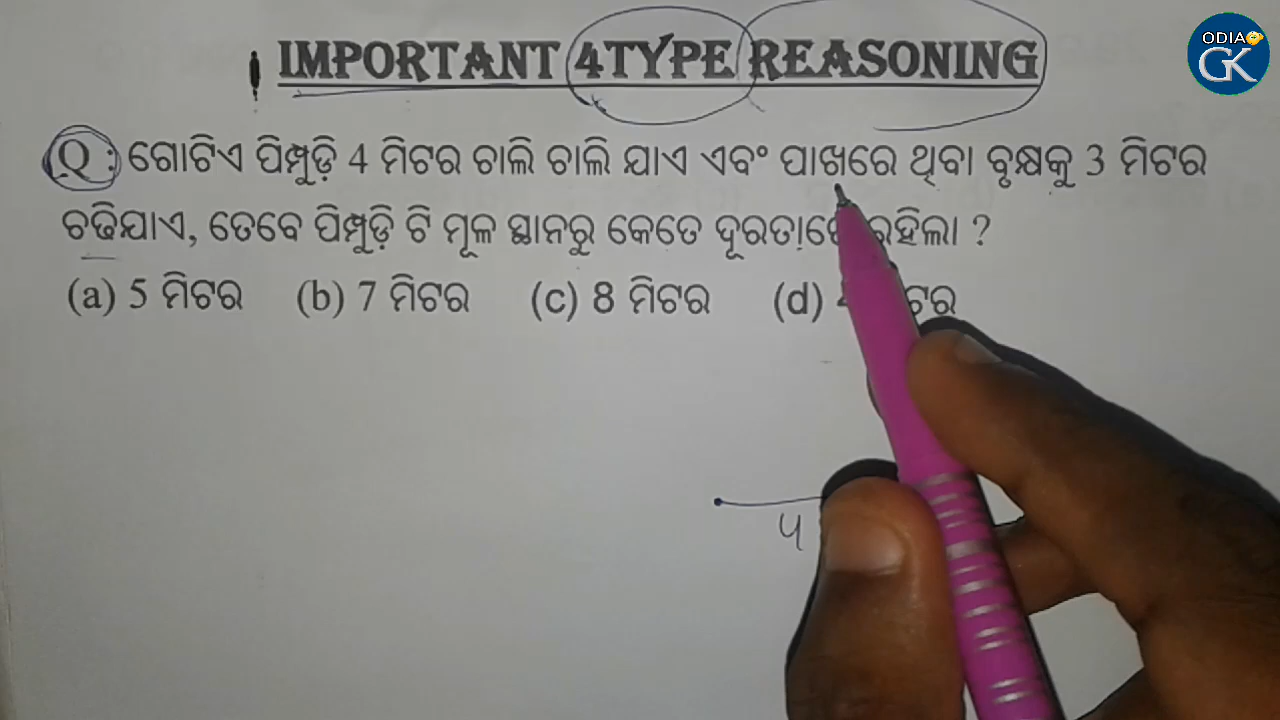 ODIA
GK
IMPORTANT 4TYPE REASONING
Q : ଗୋଟିଏ ପିମ୍ପୁଡ଼ି 4 ମିଟର ଚାଲି ଚାଲି ଯାଏ ଏବଂ ପାଖରେ ଥିବା ବୃକ୍ଷକୁ 3 ମିଟର
ଚଢିଯାଏ, ତେବେ ପିମ୍ପୁଡ଼ି ଟି ମୂଳ ସ୍ଥାନରୁ କେତେ ରହିଲା ?
(a) 5 ମିଟର (b) 7 ମିଟର (c) 8 ମିଟର (d)
4